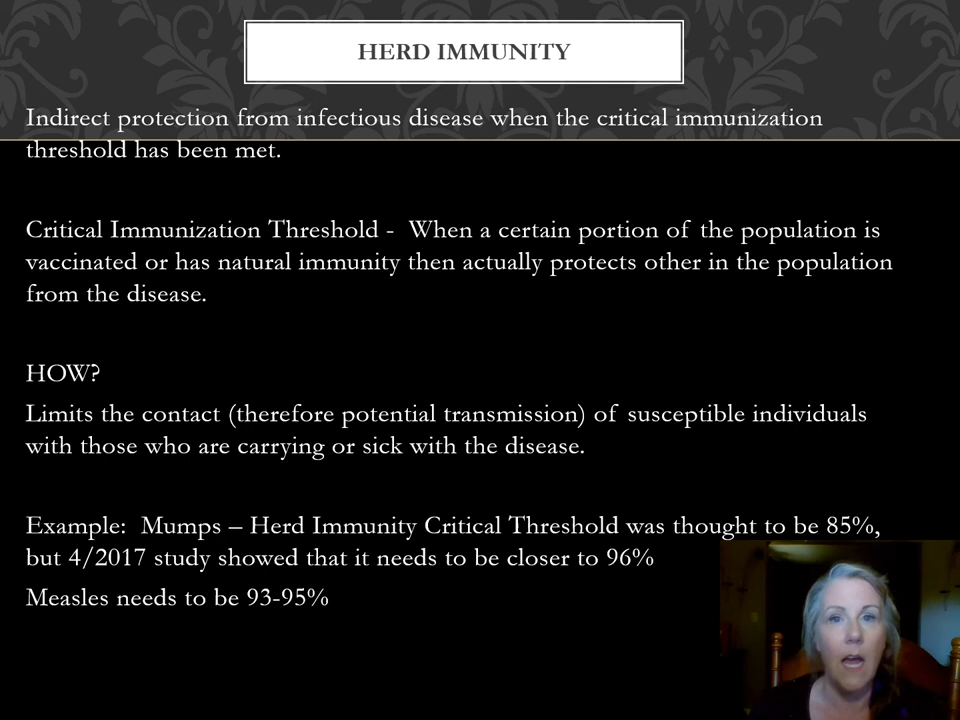 HERD IMMUNITY
Indirect protection from infectious disease when the critical immunization
threshold has been met.
Critical Immunization Threshold - When a certain portion of the population is
vaccinated or has natural immunity then actually protects other in the population
from the disease.
HOW?
Limits the contact (therefore potential transmission) of susceptible individuals
with those who are carrying or sick with the disease.
Example: Mumps – Herd Immunity Critical Threshold was thought to be 85%,
but 4/2017 study showed that it needs to be closer to 96%
Measles needs to be 93-95%